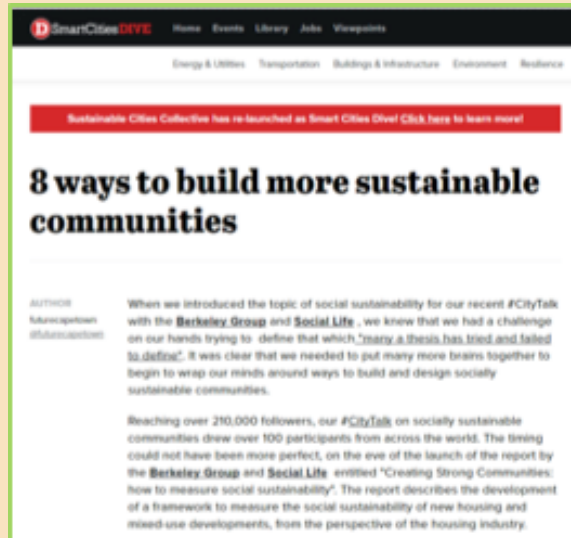 SmartCitiesDIVE Home Events Library Jobs Viewpoints
Energy & Utilities Transportation Buildings & Infrastructure Environment Resilience
Sustainable Cities Collective has re-launched as Smart Cities Dive! Click here to learn more!
8 ways to build more sustainable
communities
AUTHOR
futurecapetown
@futurecapetown
When we introduced the topic of social sustainability for our recent #CityTalk
with the Berkeley Group and Social Life , we knew that we had a challenge
on our hands trying to define that which "many a thesis has tried and failed
to define". It was clear that we needed to put many more brains together to
begin to wrap our minds around ways to build and design socially
sustainable communities.
Reaching over 210,000 followers, our #CityTalk on socially sustainable
communities drew over 100 participants from across the world. The timing
could not have been more perfect, on the eve of the launch of the report by
the Berkeley Group and Social Life entitled "Creating Strong Communities:
how to measure social sustainability". The report describes the development
of a framework to measure the social sustainability of new housing and
mixed-use developments, from the perspective of the housing industry.